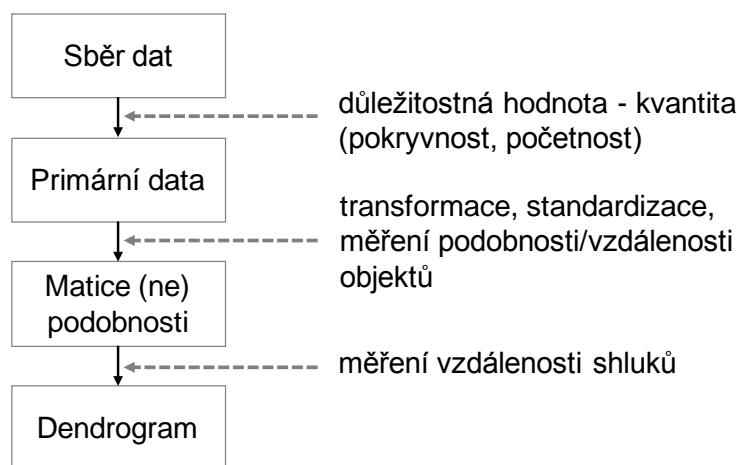 Sběr dat
důležitostná hodnota - kvantita
(pokryvnost, početnost)
Primární data
transformace, standardizace,
měření podobnosti/vzdálenosti
objektů
Matice (ne)
podobnosti
měření vzdálenosti shluků
Dendrogram